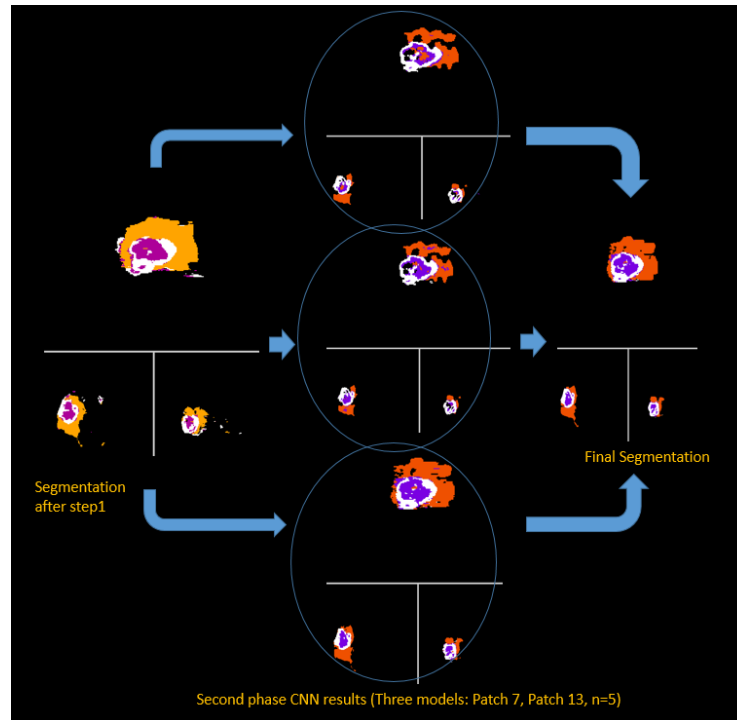 Segmentation
after step1
Final Segmentation
Second phase CNN results (Three models: Patch 7, Patch 13, n=5)